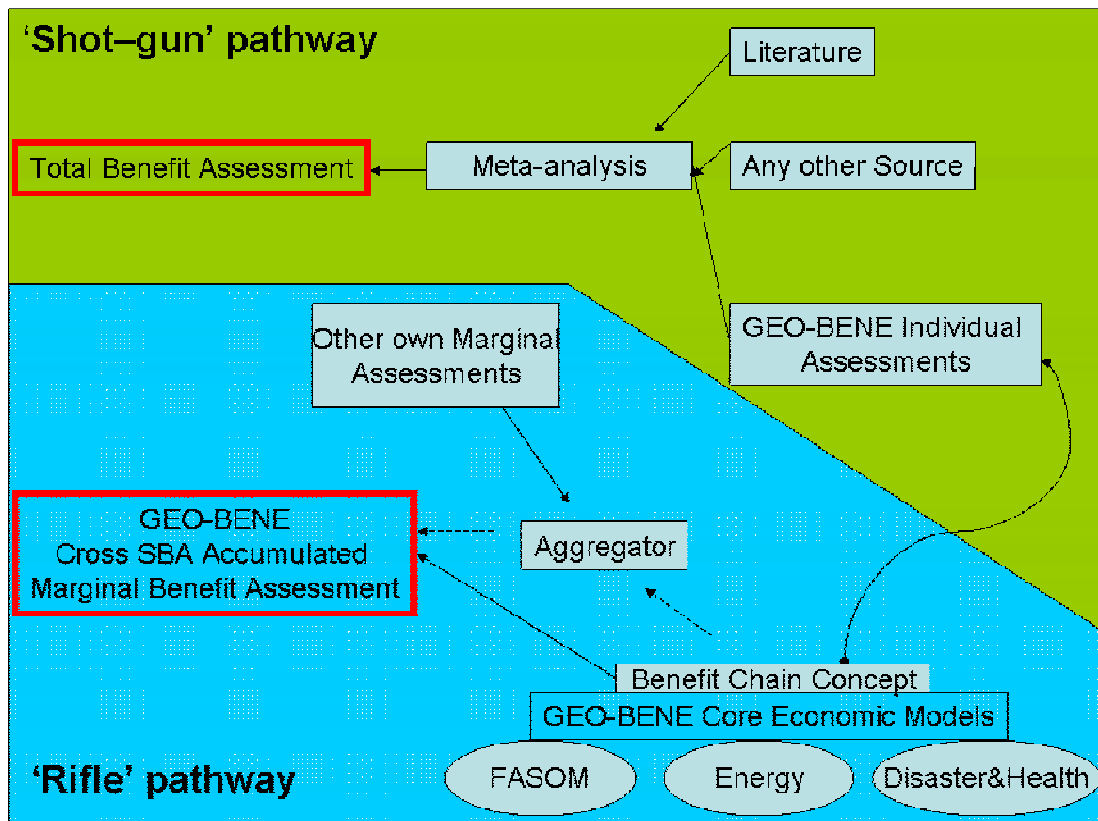 ‘Shot–gun’ pathway
Literature
Total Benefit Assessment
Meta-analysis
Any other Source
Other own Marginal
Assessments
GEO-BENE Individual
Assessments
GEO-BENE
Cross SBA Accumulated
Marginal Benefit Assessment
Aggregator
Benefit Chain Concept
GEO-BENE Core Economic Models
‘Rifle’ pathway
FASOM
Energy
Disaster&Health